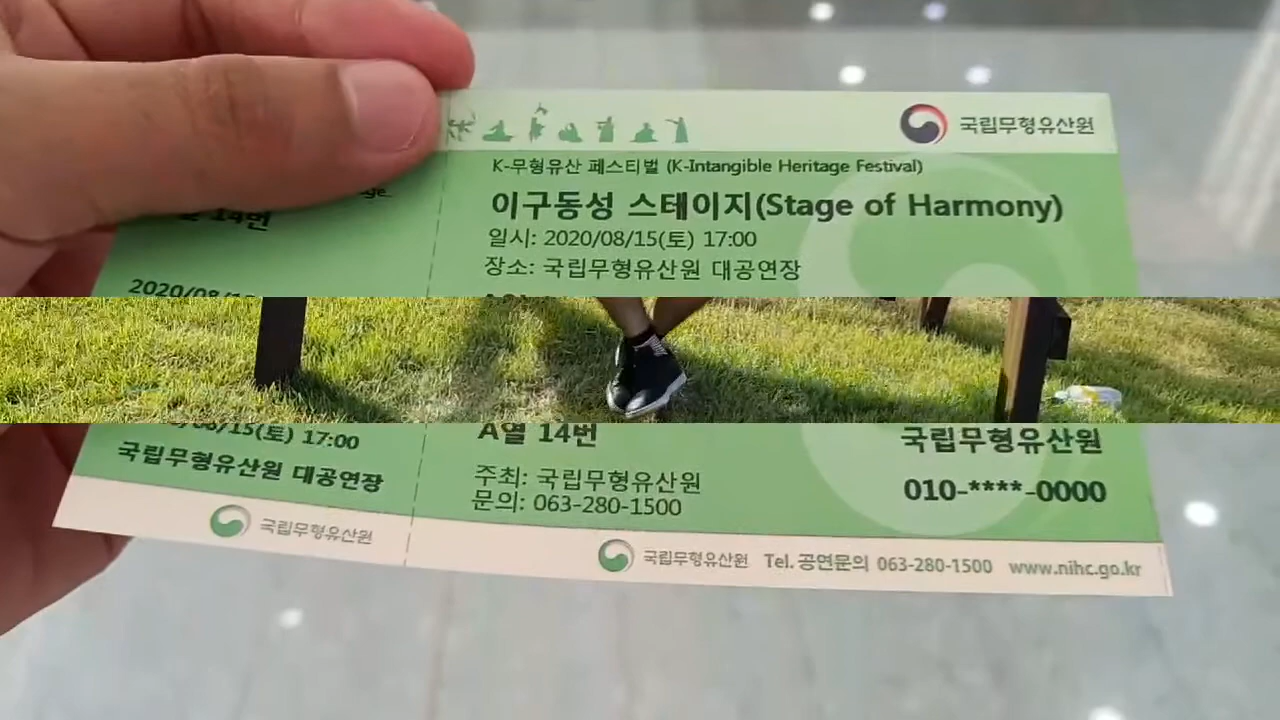 국립무형유산원
K-무형유산 페스티벌 (K-Intangible Heritage Festival)
이구동성 스테이지(Stage of Harmony)
일시: 2020/08/15(토) 17:00
장소: 국립무형유산원 대공연장
14번
2020/08/15(토) 17:00
국립무형유산원 대공연장
A열 14번
주최: 국립무형유산원
문의: 063-280-1500
국립무형유산원
010-****-0000
국립무형유산원
국립무형유산원 Tel. 공연문의 063-280-1500 www.nihc.go.kr